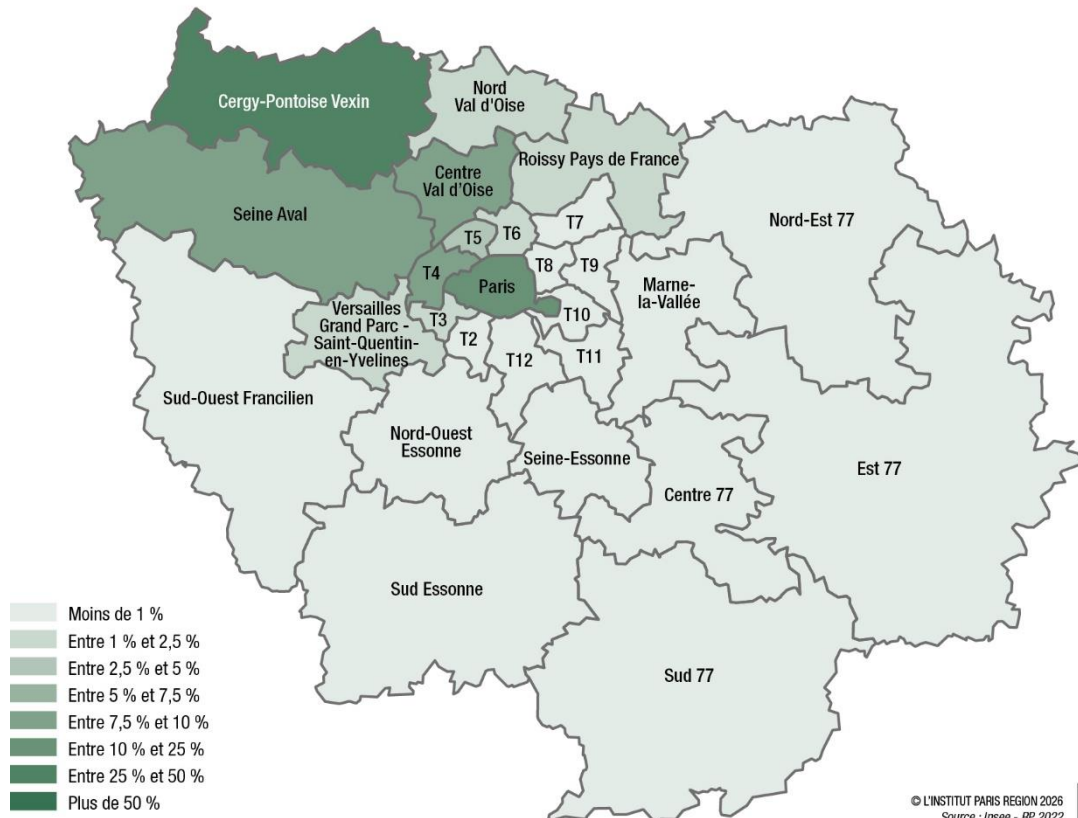 Cergy-Pontoise Vexin
Nord
Val d'Oise
Roissy Pays de France
Centre
Val d'Oise
Seine Aval
Nord-Est 77
T5
T6
T7
T4
Paris
T8
T9
Marne-
la-Vallée
Versailles
Grand Parc -
Saint-Quentin-
en-Yvelines
T3
T2
T10
T12
T11
Sud-Ouest Francilien
Nord-Ouest
Essonne
Seine-Essonne
Centre 77
Est 77
Sud Essonne
Sud 77
Moins de 1 %
Entre 1 % et 2,5 %
Entre 2,5 % et 5 %
Entre 5 % et 7,5 %
Entre 7,5 % et 10 %
Entre 10 % et 25 %
Entre 25 % et 50 %
Plus de 50 %
© L'INSTITUT PARIS REGION 2026
Source : Insee - RP 2022